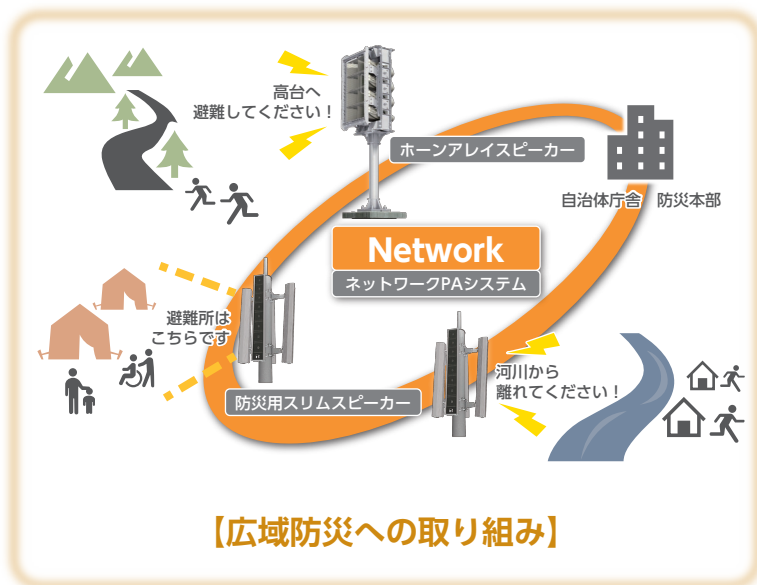 高台へ
避難してください！
ホーンアレイスピーカー
自治体庁舎　防災本部
Network
ネットワークPAシステム
避難所は
こちらです
河川から
離れてください！
防災用スリムスピーカー
【広域防災への取り組み】